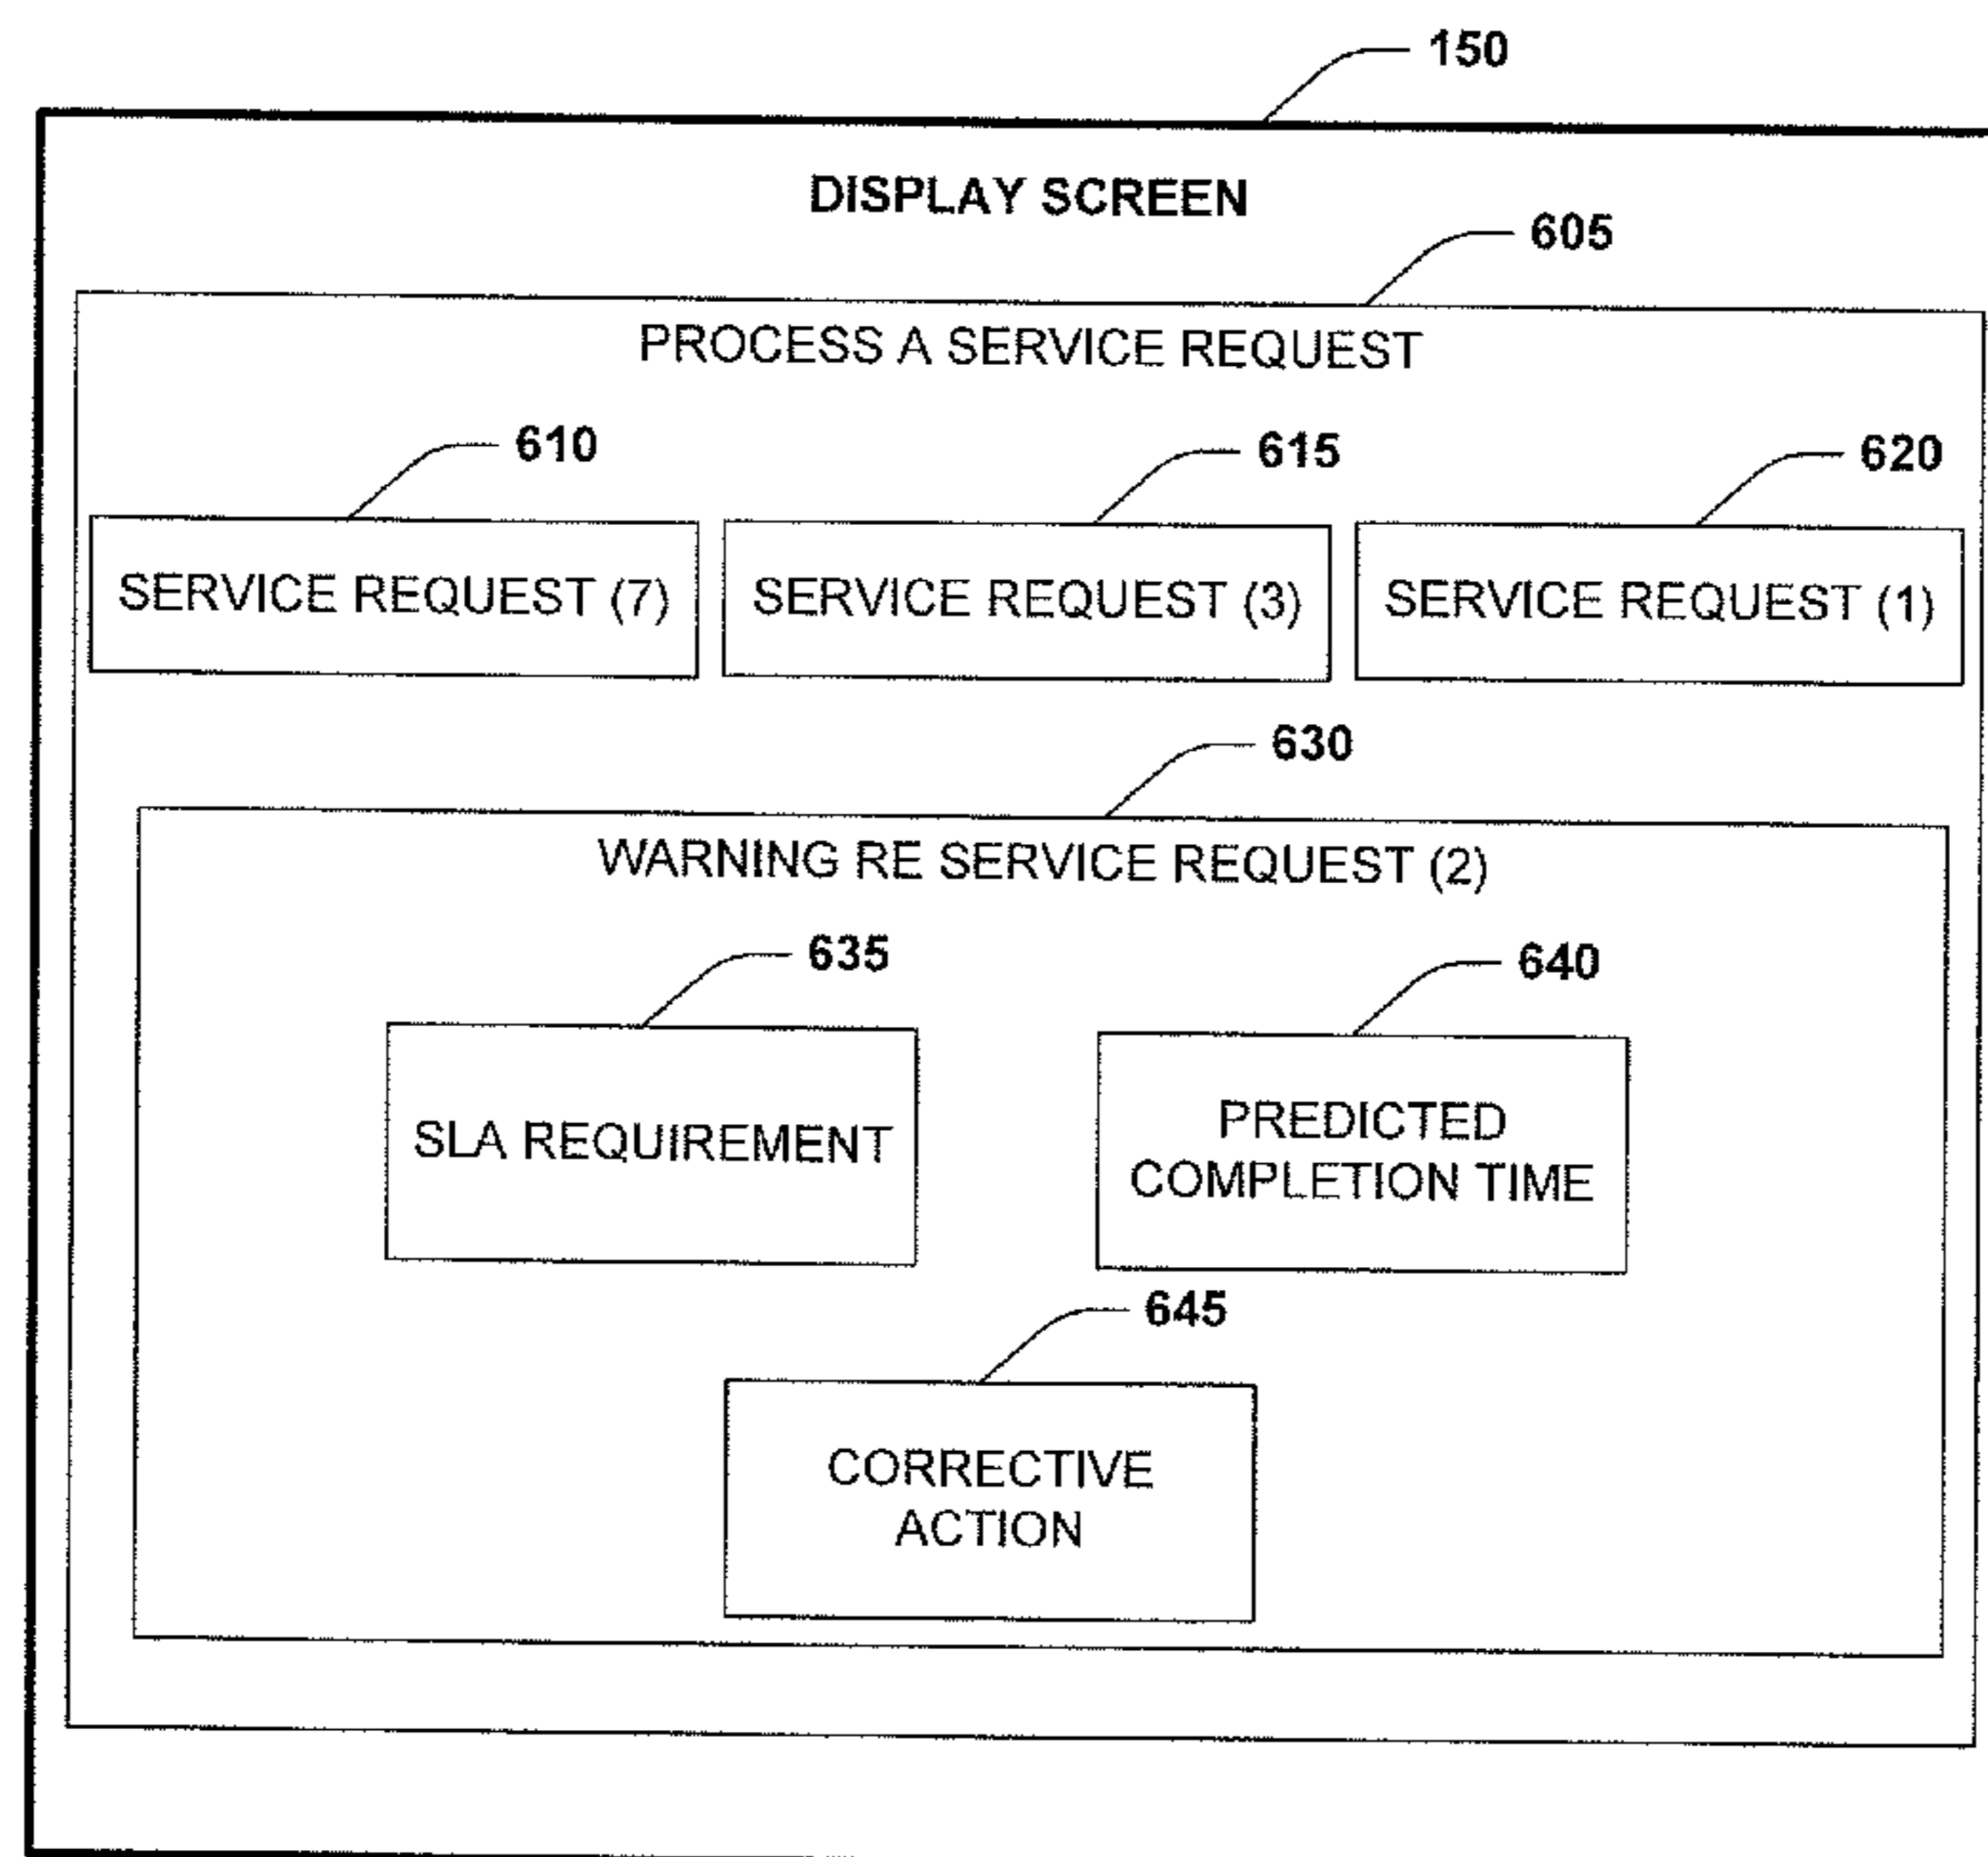 150
DISPLAY SCREEN
605
PROCESS A SERVICE REQUEST
610
615
620
SERVICE REQUEST (7)
SERVICE REQUEST (3)
SERVICE REQUEST (1)
630
WARNING RE SERVICE REQUEST (2)
635
640
SLA REQUIREMENT
PREDICTED
COMPLETION TIME
645
CORRECTIVE
ACTION